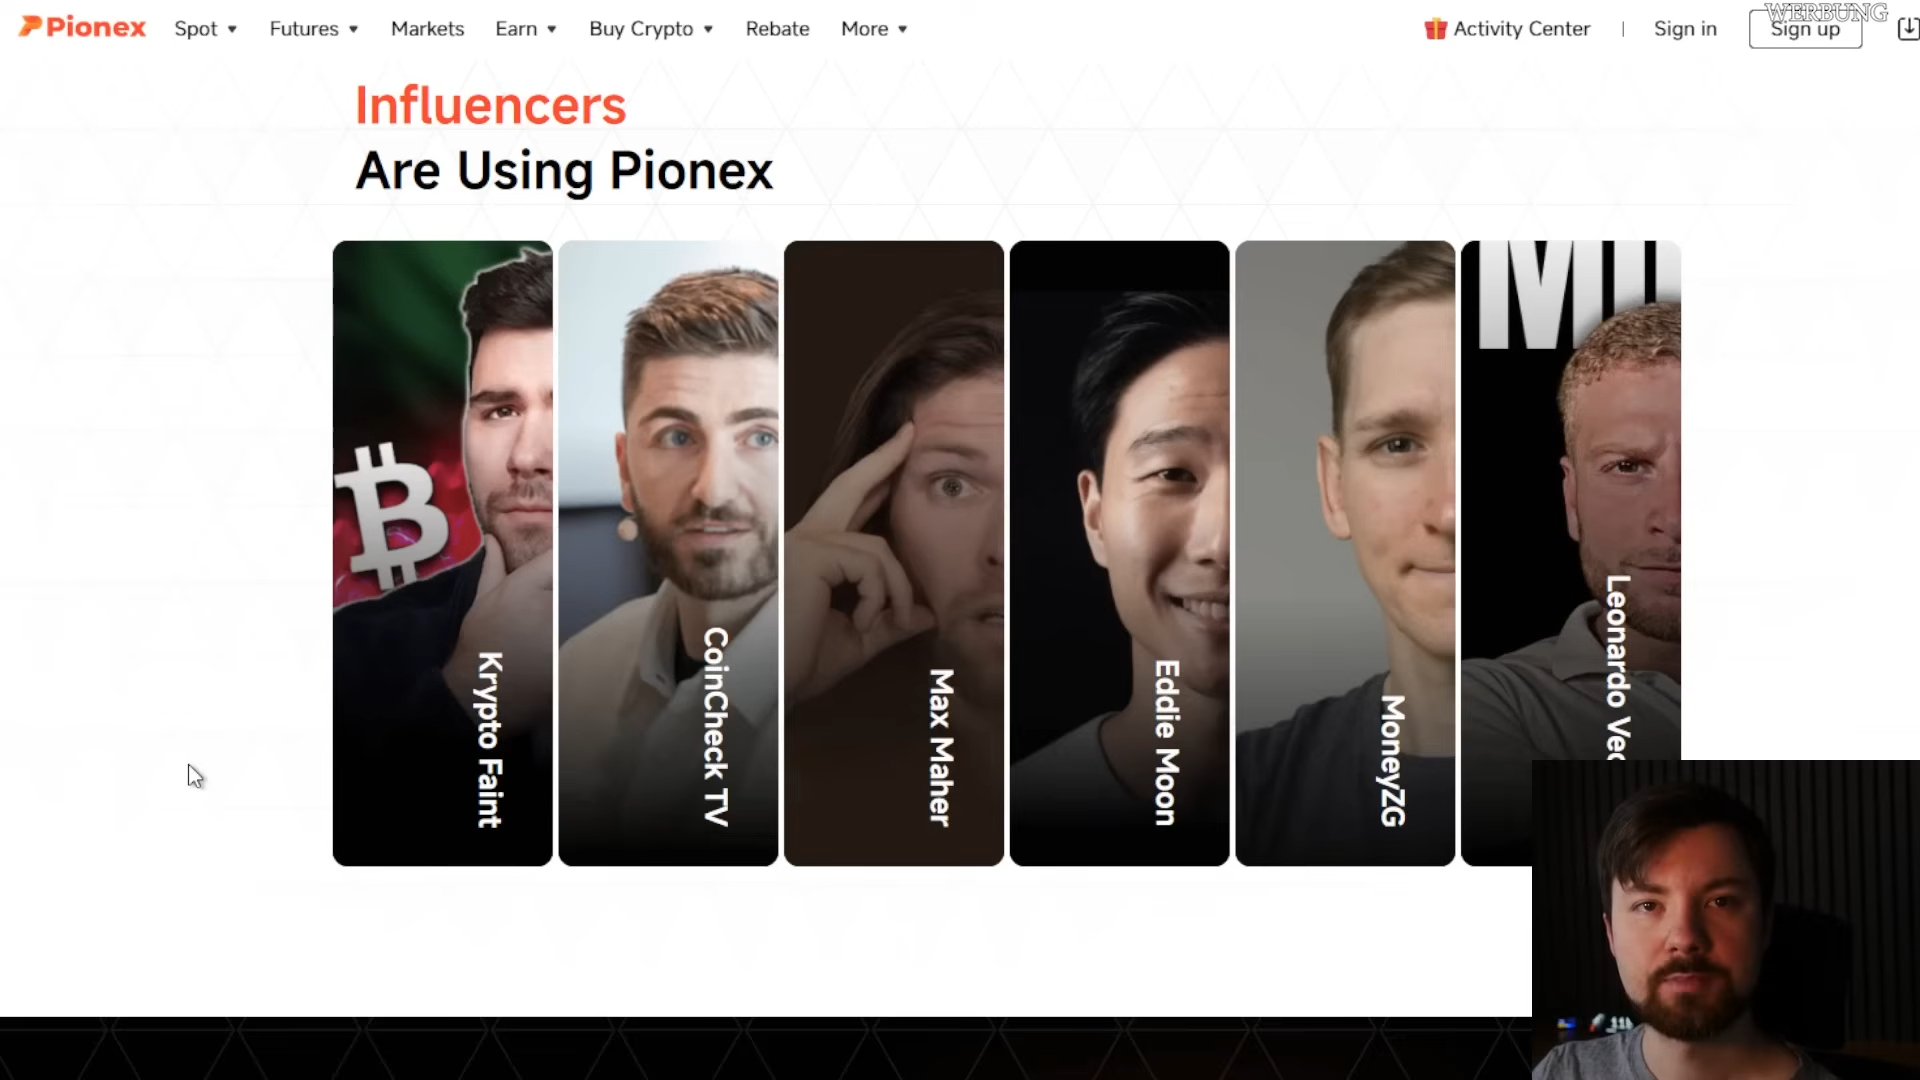 Pionex Spot Futures Markets Earn Buy Crypto Rebate More Activity Center Sign in Sign up
WERBUNG
Influencers
Are Using Pionex
Krypto Faint
CoinCheck TV
Max Maher
Eddie Moon
MoneyZG
Leonardo